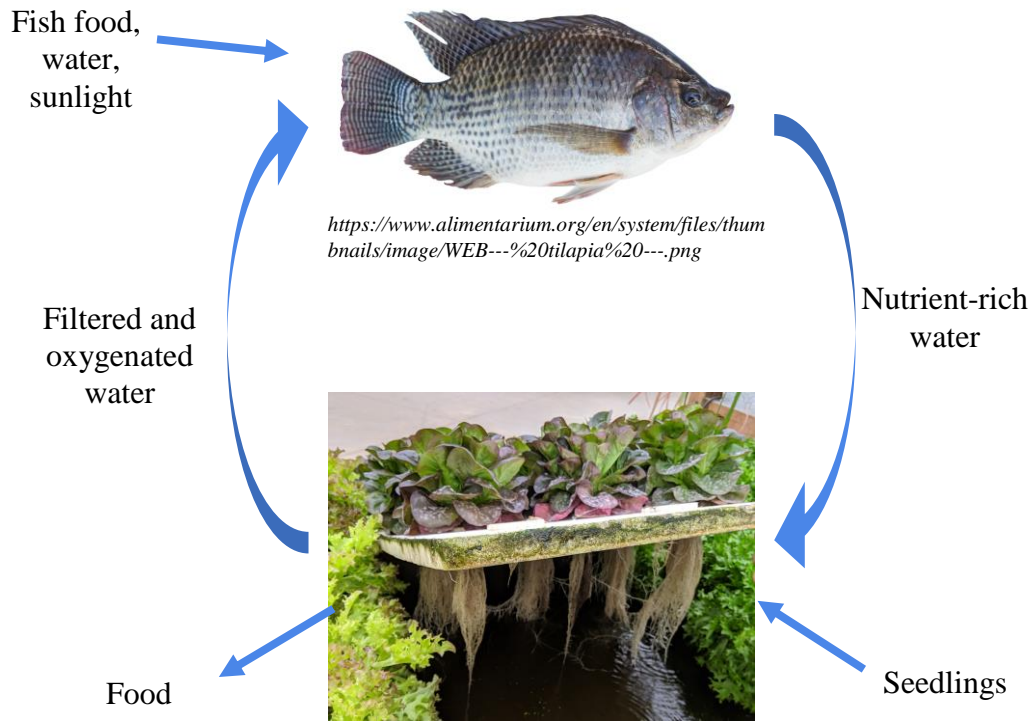 Fish food,
water,
sunlight
https://www.alimentarium.org/en/system/files/thum
bnails/image/WEB---%20tilapia%20---.png
Filtered and
oxygenated
water
Nutrient-rich
water
Food
Seedlings